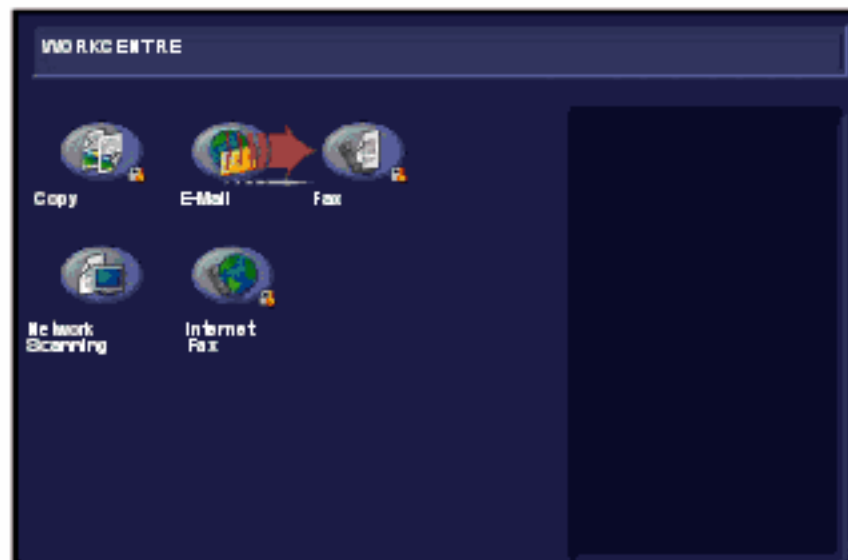 WORKCENTRE
Copy
E-Mail
Fax
Network
Scanning
Internet
Fax